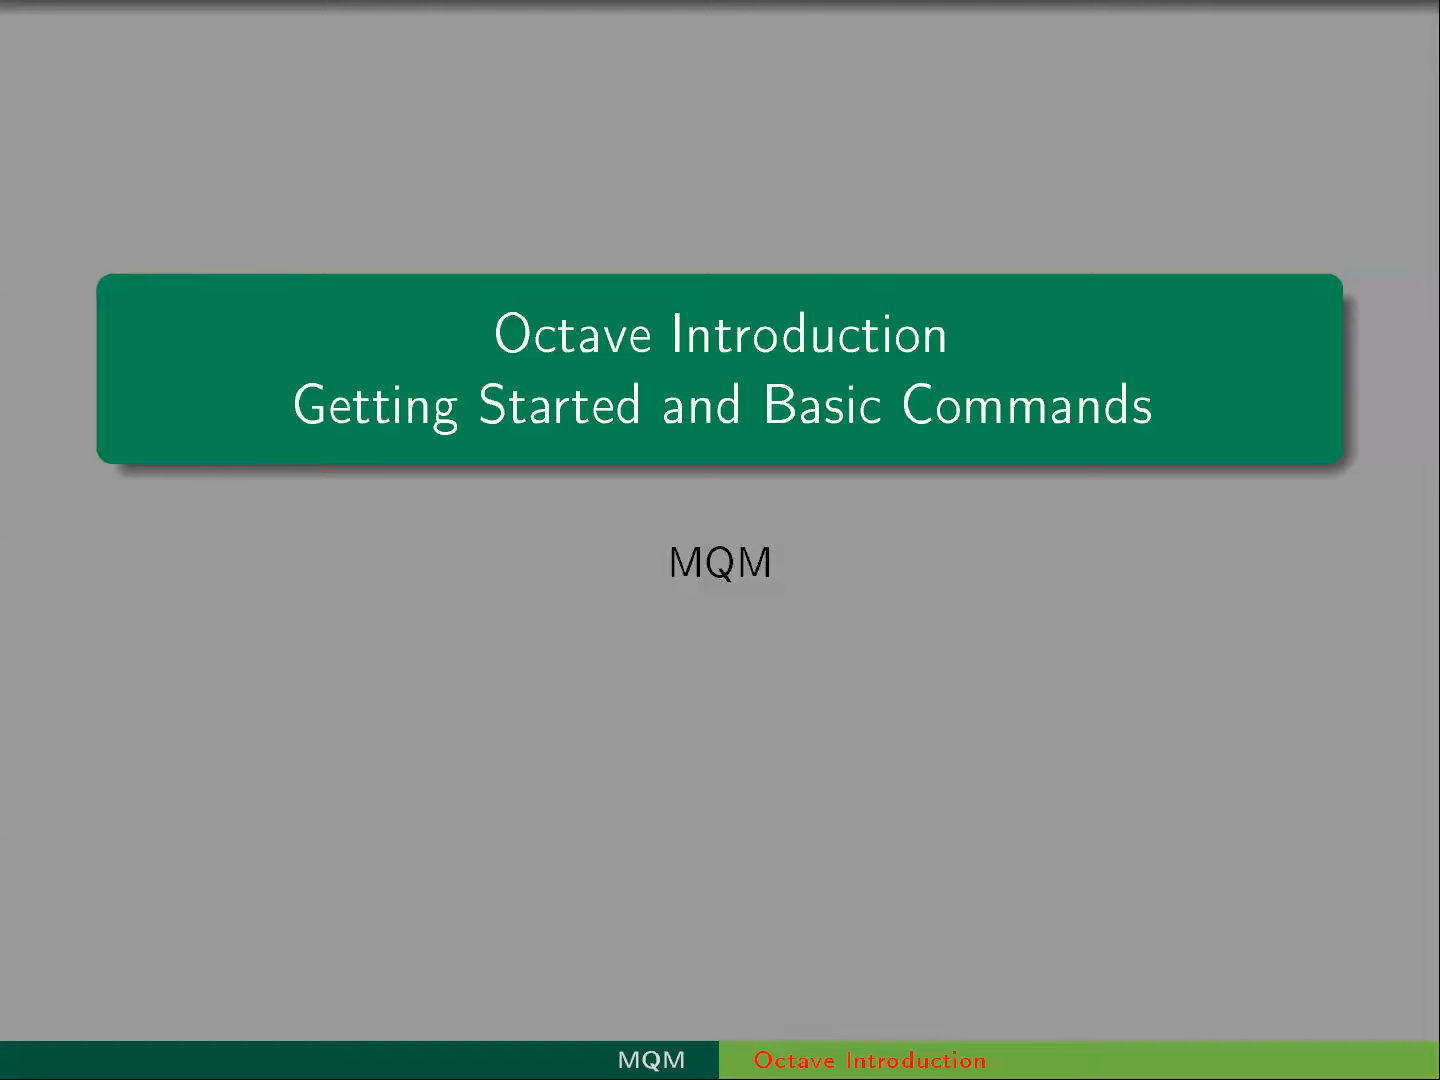 Octave Introduction
Getting Started and Basic Commands
MQM
MQM
Octave Introduction